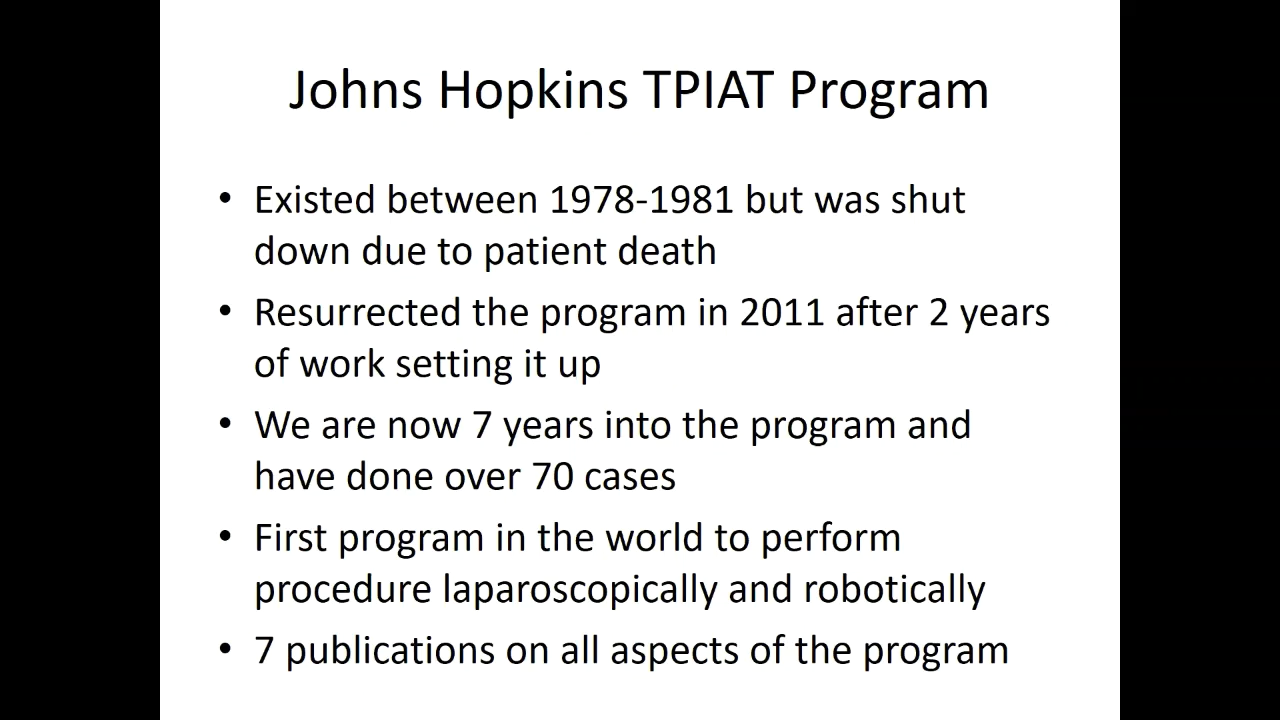 Johns Hopkins TPIAT Program
• Existed between 1978-1981 but was shut
down due to patient death
• Resurrected the program in 2011 after 2 years
of work setting it up
• We are now 7 years into the program and
have done over 70 cases
• First program in the world to perform
procedure laparoscopically and robotically
• 7 publications on all aspects of the program